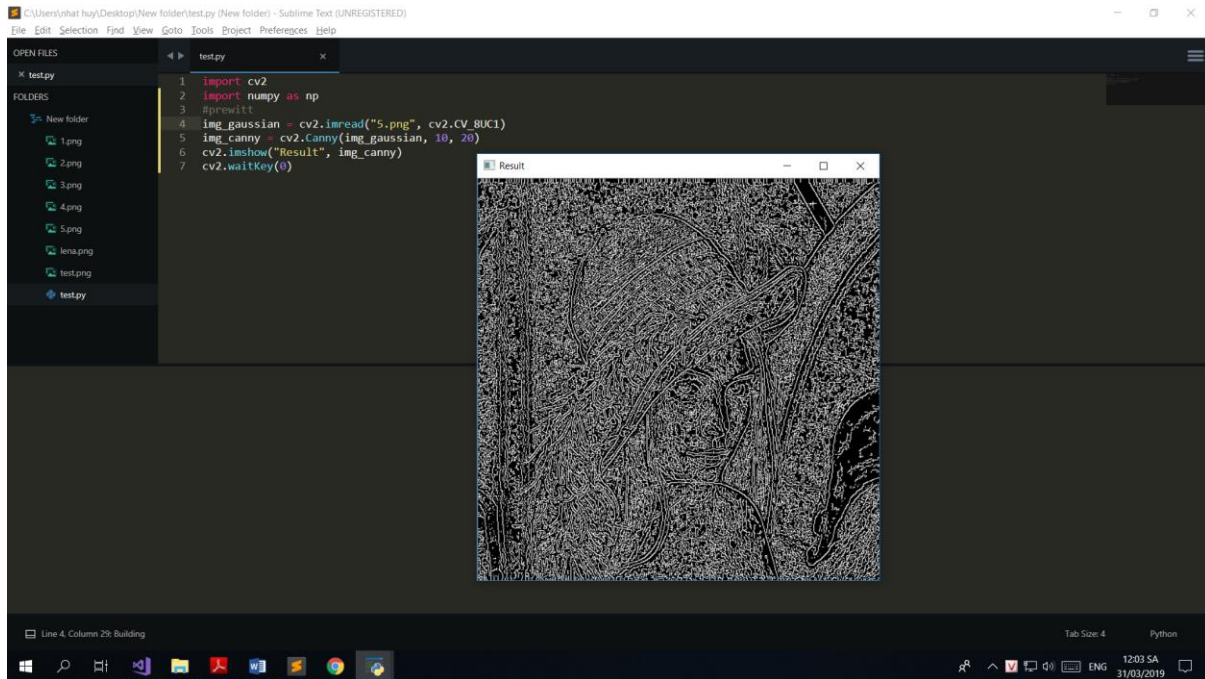 C:\Users\nhat huy\Desktop\New folder\test.py (New folder) - Sublime Text (UNREGISTERED)
File Edit Selection Find View Goto Tools Project Preferences Help
OPEN FILES
test.py
FOLDERS
New folder
1.png
2.png
3.png
4.png
5.png
lena.png
test.png
test.py
test.py
1 import cv2
2 import numpy as np
3 #prewitt
4 img_gaussian = cv2.imread("5.png", cv2.CV_8UC1)
5 img_canny = cv2.Canny(img_gaussian, 10, 20)
6 cv2.imshow("Result", img_canny)
7 cv2.waitKey(0)
Result
Line 4, Column 29; Building
Tab Size: 4 Python
V ENG 12:03 SA
31/03/2019